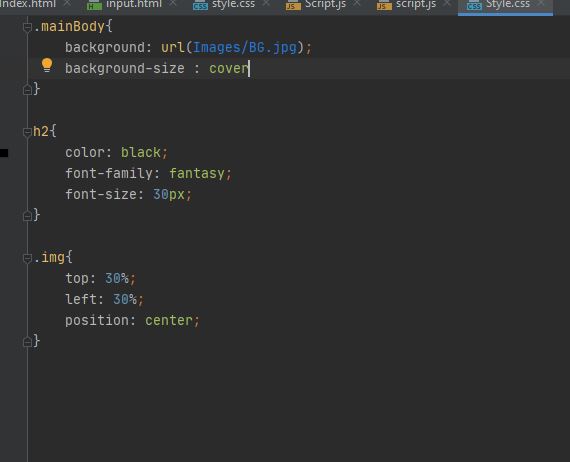 index.html input.html style.css Script.js script.js Style.css
.mainBody{
background: url(Images/BG.jpg);
background-size : cover
}
h2{
color: black;
font-family: fantasy;
font-size: 30px;
}
.img{
top: 30%;
left: 30%;
position: center;
}